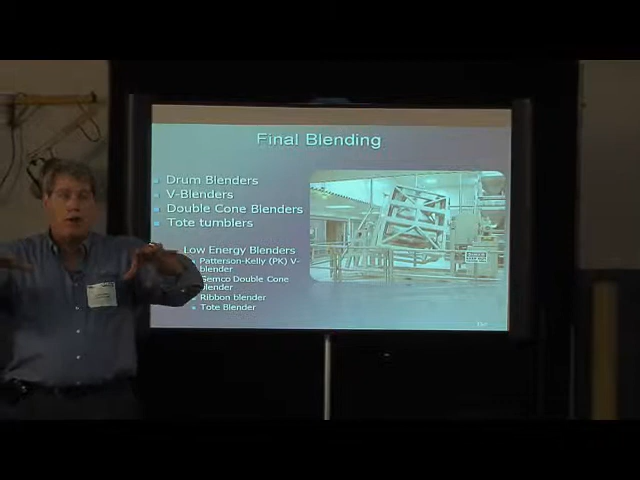 Final Blending
Drum Blenders
V-Blenders
Double Cone Blenders
Tote tumblers
Low Energy Blenders
Patterson-Kelly (PK) V-
blender
Gemco Double Cone
blender
Ribbon blender
Tote Blender